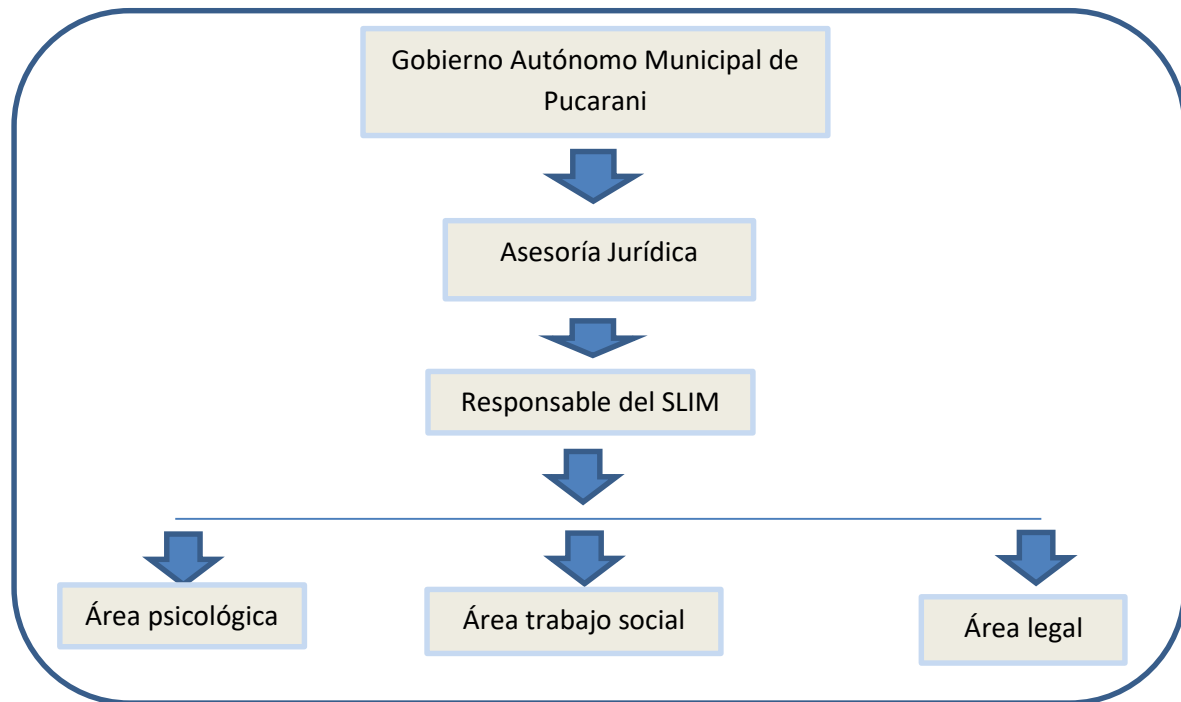 Gobierno Autónomo Municipal de
Pucarani
Asesoría Jurídica
Responsable del SLIM
Área psicológica
Área trabajo social
Área legal